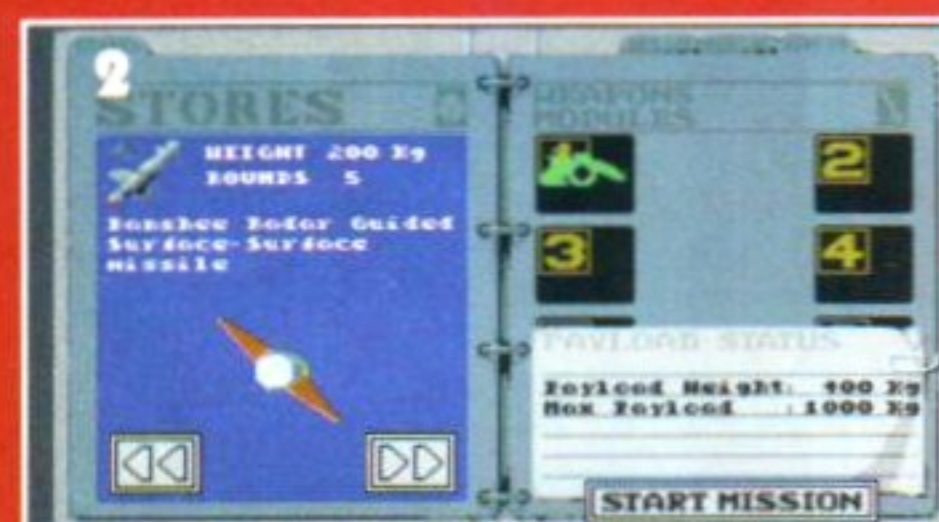 2
STORES
WEIGHT 200 Kg
ROUNDS 5
Banshee Radar Guided
Surface-Surface
missile
WEAPONS
MODULES
1
2
3
4
PAYLOAD STATUS
Payload Weight: 400 Kg
Max Payload : 1000 Kg
START MISSION